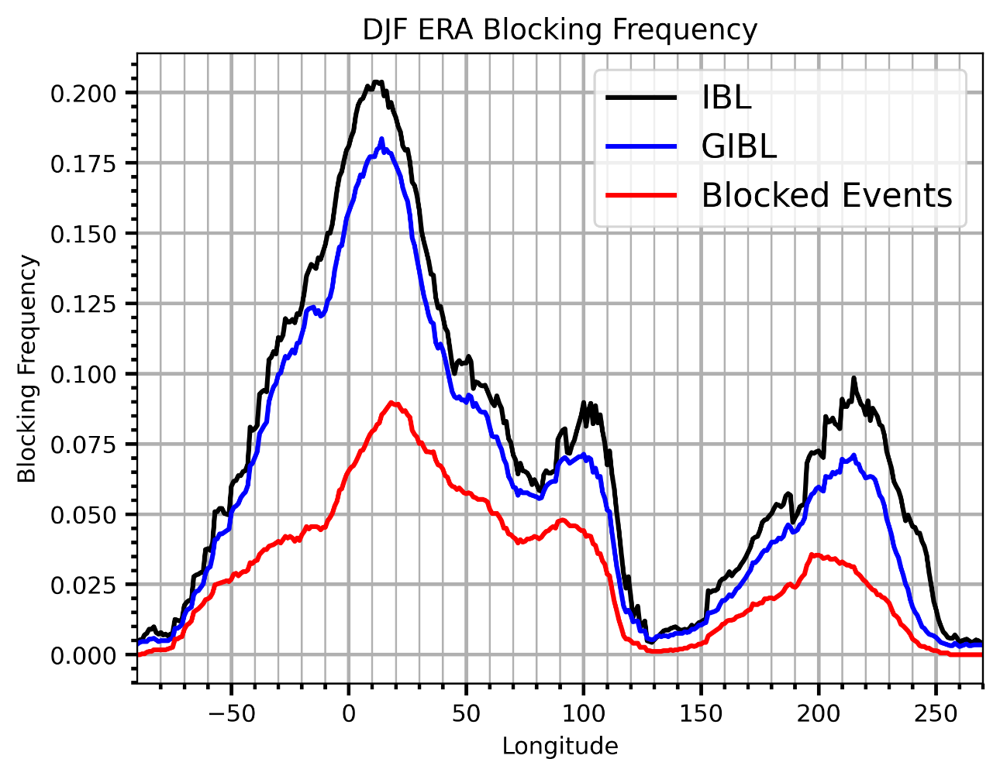 DJF ERA Blocking Frequency
IBL
GIBL
Blocked Events
Blocking Frequency
0.200
0.175
0.150
0.125
0.100
0.075
0.050
0.025
0.000
−50 0 50 100 150 200 250
Longitude